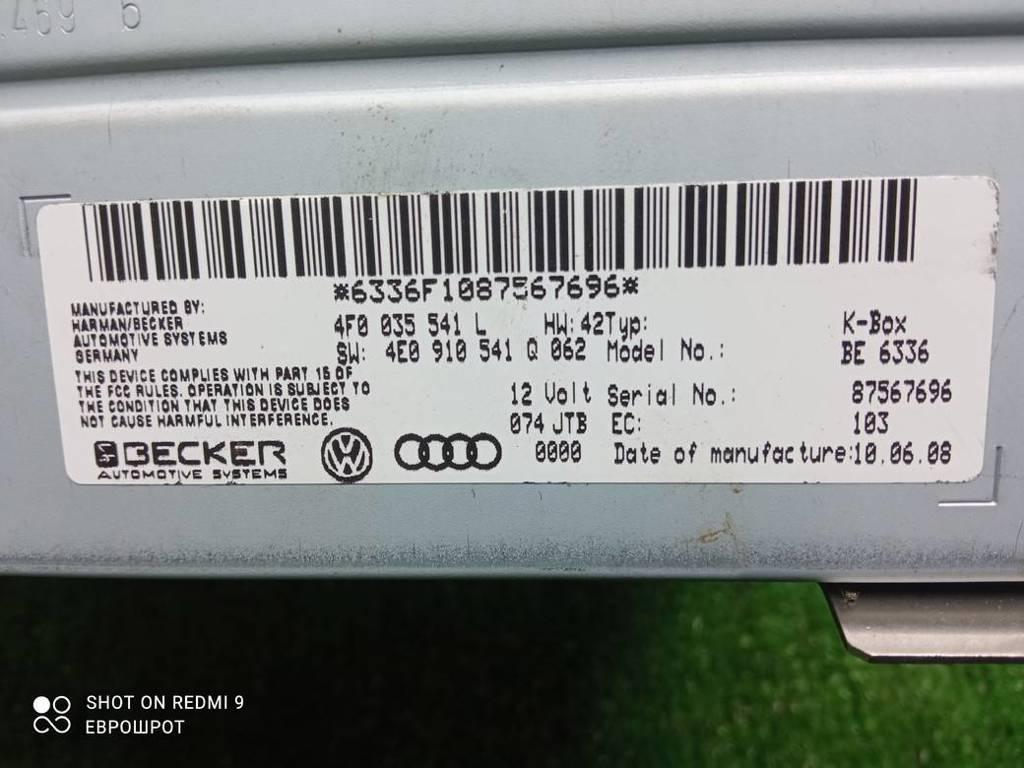 469 6
*6336F1087567696*
MANUFACTURED BY:
HARMAN/BECKER
AUTOMOTIVE SYSTEMS
GERMANY
THIS DEVICE COMPLIES WITH PART 15 OF
THE FCC RULES. OPERATION IS SUBJECT TO
THE CONDITION THAT THIS DEVICE DOES
NOT CAUSE HARMFUL INTERFERENCE.
BECKER
AUTOMOTIVE SYSTEMS
4F0 035 541 L HW: 42 Typ: K-Box
SW: 4E0 910 541 Q 062 Model No.: BE 6336
12 Volt Serial No.: 87567696
074 JTB EC: 103
0000 Date of manufacture: 10.06.08
SHOT ON REDMI 9
ЕВРОШРОТ